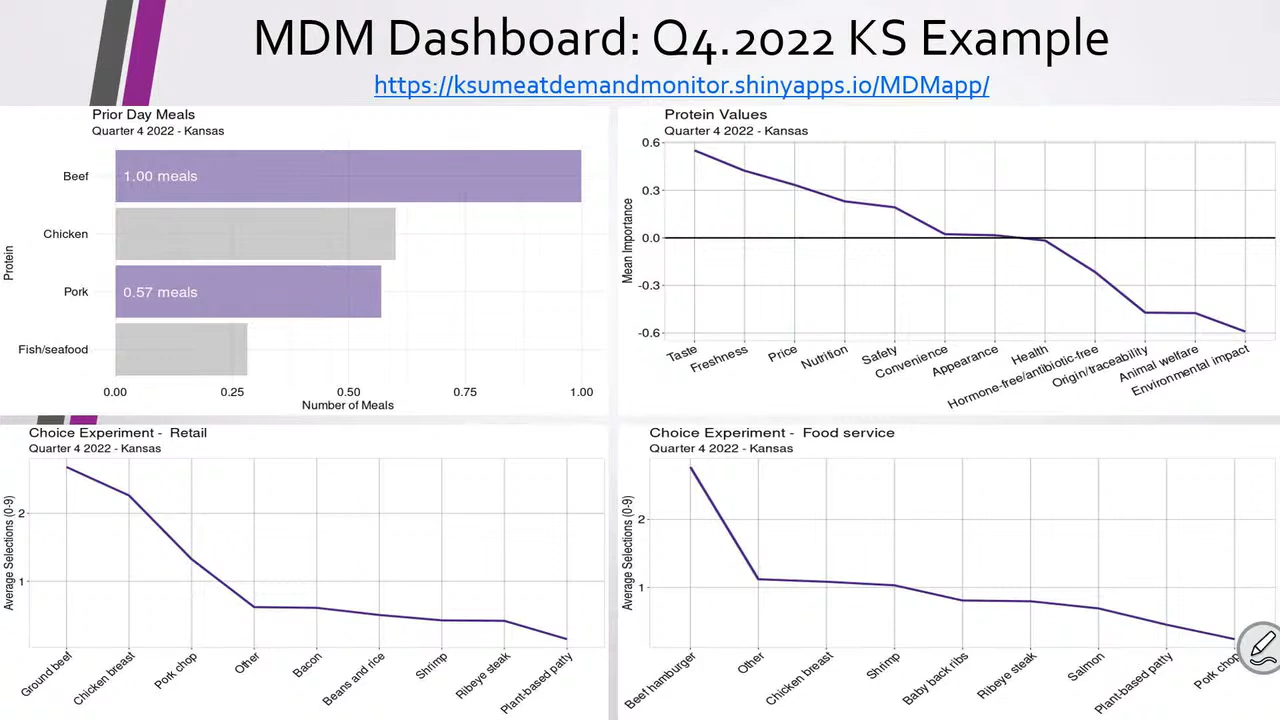 MDM Dashboard: Q4.2022 KS Example
https://ksumeatdemandmonitor.shinyapps.io/MDMapp/
Prior Day Meals
Quarter 4 2022 - Kansas
Protein
Beef
1.00 meals
Chicken
Pork
0.57 meals
Fish/seafood
0.00 0.25 0.50 0.75 1.00
Number of Meals
Protein Values
Quarter 4 2022 - Kansas
Mean Importance
0.6
0.3
0.0
-0.3
-0.6
Taste
Freshness
Price
Nutrition
Safety
Convenience
Appearance
Health
Hormone-free/antibiotic-free
Origin/traceability
Animal welfare
Environmental impact
Choice Experiment - Retail
Quarter 4 2022 - Kansas
Average Selections (0-9)
2
1
Ground beef
Chicken breast
Pork chop
Other
Bacon
Beans and rice
Shrimp
Ribeye steak
Plant-based patty
Choice Experiment - Food service
Quarter 4 2022 - Kansas
Average Selections (0-9)
2
1
Beef hamburger
Other
Chicken breast
Shrimp
Baby back ribs
Ribeye steak
Salmon
Plant-based patty
Pork chop